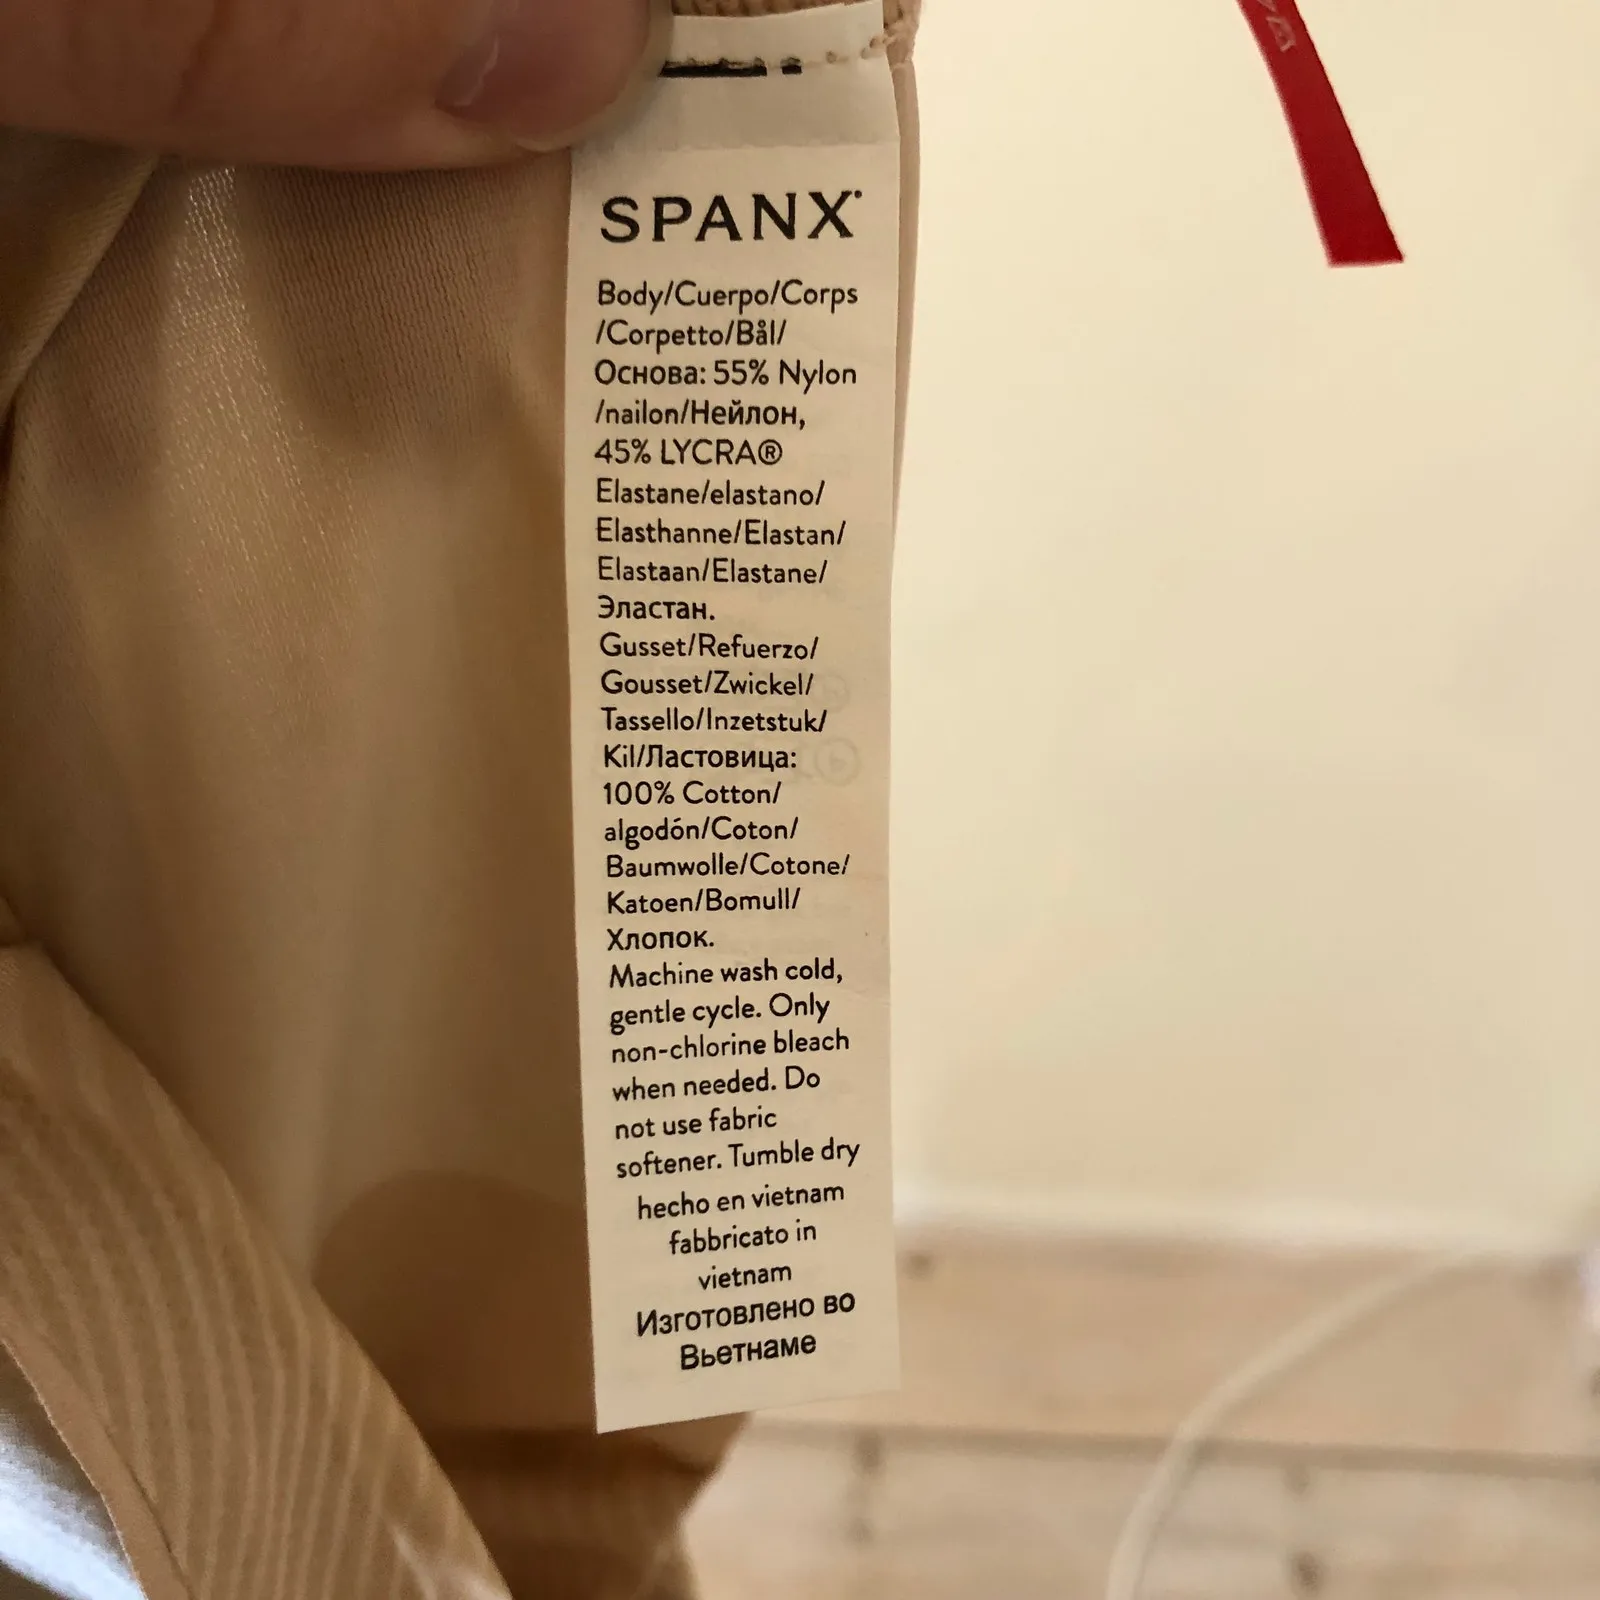 SPANX
Body/Cuerpo/Corps
/Corpetto/Bål/
Основа: 55% Nylon
/nailon/Нейлон,
45% LYCRA®
Elastane/elastano/
Elasthanne/Elastan/
Elastaan/Elastane/
Эластан.
Gusset/Refuerzo/
Gousset/Zwickel/
Tassello/Inzetstuk/
Kil/Ластовица:
100% Cotton/
algodón/Coton/
Baumwolle/Cotone/
Katoen/Bomull/
Хлопок.
Machine wash cold,
gentle cycle. Only
non-chlorine bleach
when needed. Do
not use fabric
softener. Tumble dry
hecho en vietnam
fabbricato in
vietnam
Изготовлено во
Вьетнаме